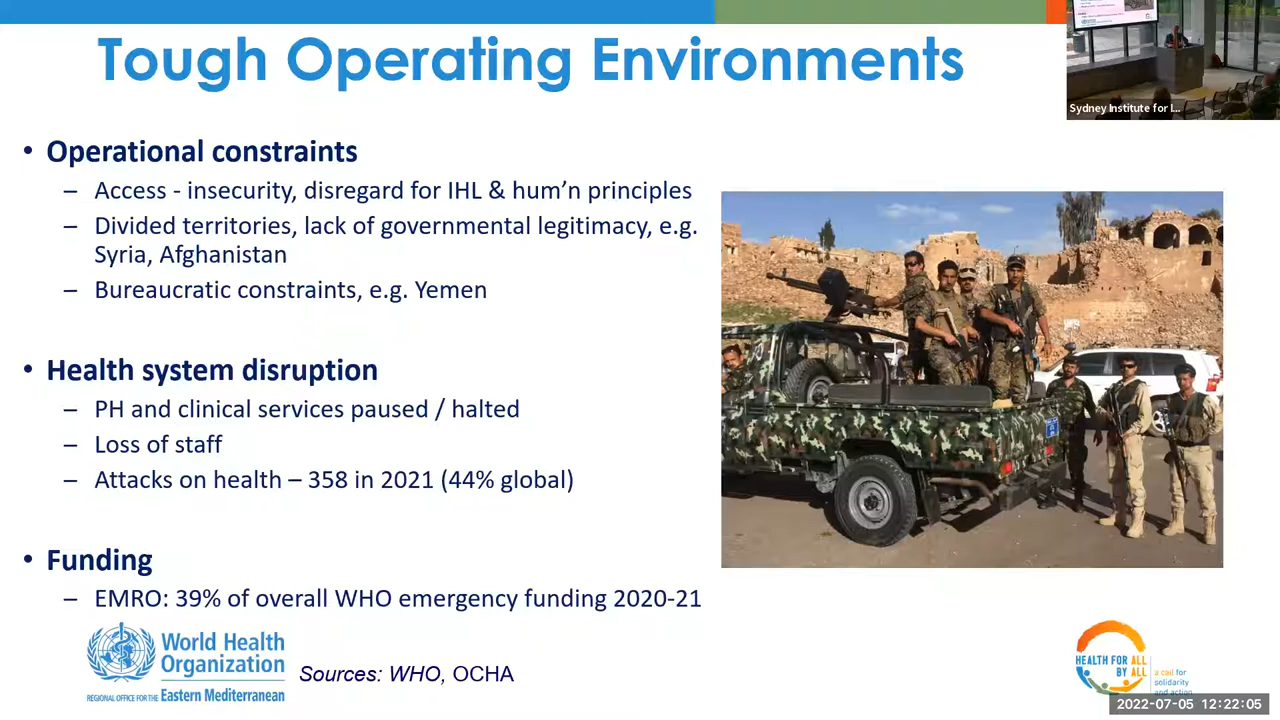 Tough Operating Environments
Sydney Institute for I...
• Operational constraints
– Access - insecurity, disregard for IHL & hum’n principles
– Divided territories, lack of governmental legitimacy, e.g.
Syria, Afghanistan
– Bureaucratic constraints, e.g. Yemen
• Health system disruption
– PH and clinical services paused / halted
– Loss of staff
– Attacks on health – 358 in 2021 (44% global)
• Funding
– EMRO: 39% of overall WHO emergency funding 2020-21
World Health
Organization
REGIONAL OFFICE FOR THE Eastern Mediterranean
Sources: WHO, OCHA
HEALTH FOR ALL
BY ALL
a call for
solidarity
and action
2022-07-05 12:22:05